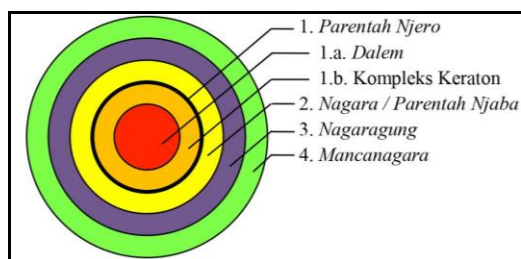 1. Parentah Njero
1.a. Dalem
1.b. Kompleks Keraton
2. Nagara / Parentah Njaba
3. Nagaragung
4. Mancanagara